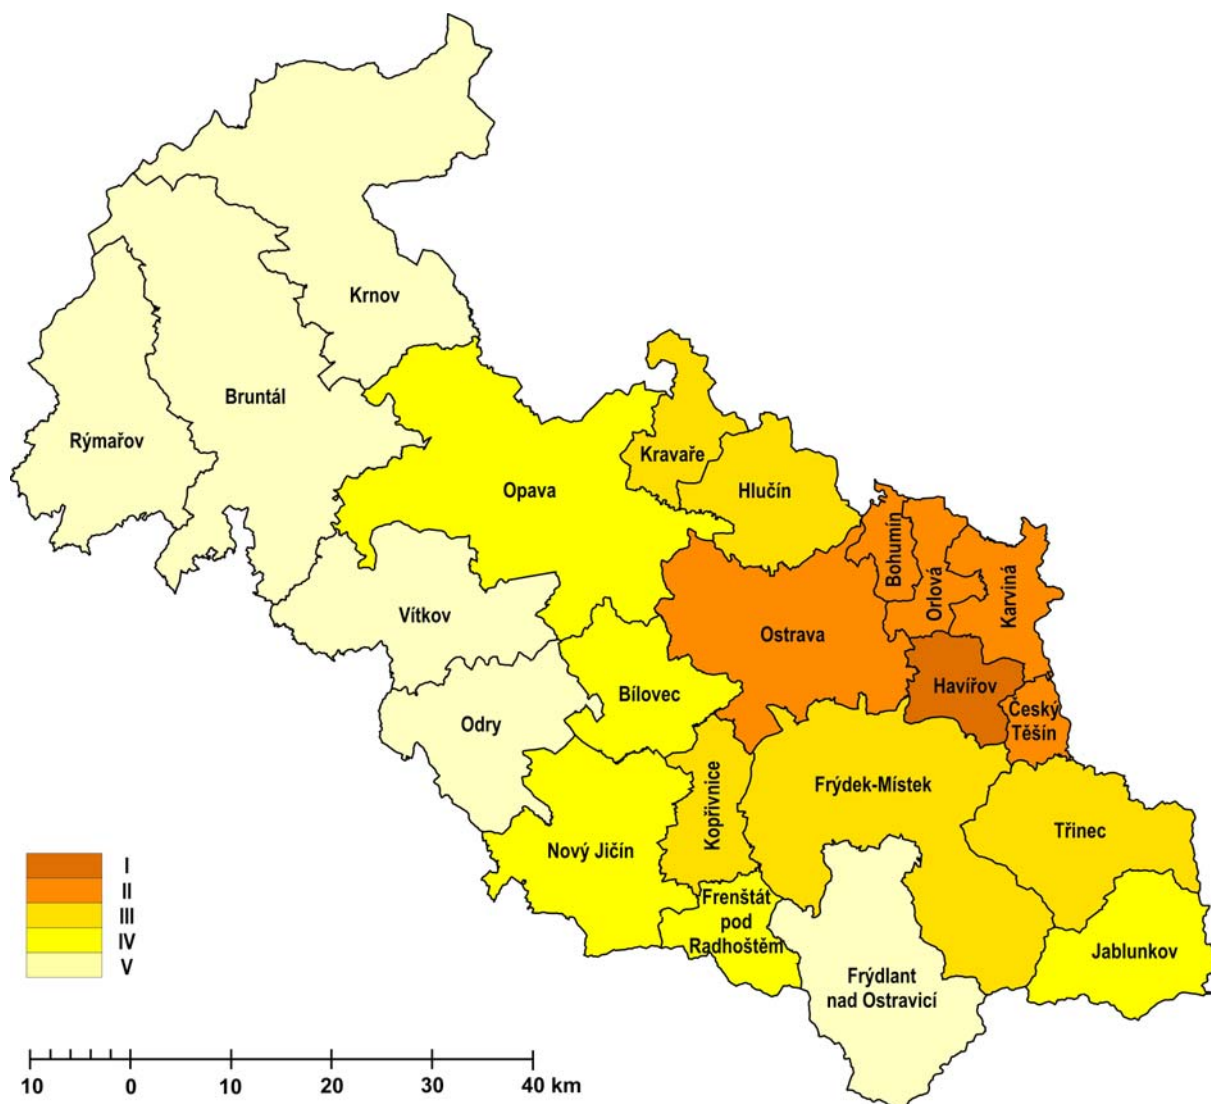 Krnov
Bruntál
Rýmařov
Kravaře
Opava
Hlučín
Bohumín
Orlová
Karviná
Vítkov
Ostrava
Havířov
Bílovec
Český
Těšín
Odry
Kopřivnice
Frýdek-Místek
Třinec
Nový Jičín
Frenštát
pod
Radhoštěm
Jablunkov
Frýdlant
nad Ostravicí
I
II
III
IV
V
10 0 10 20 30 40 km